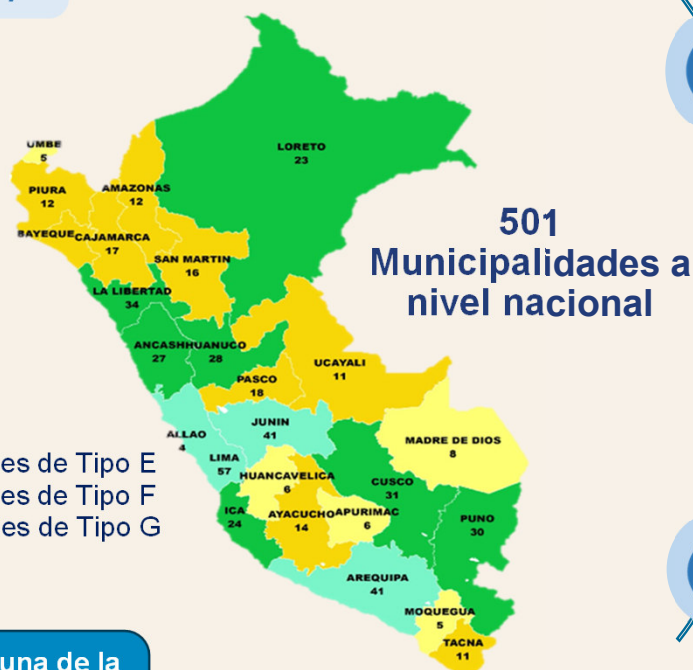 LORETO
23
UMBE
5
PIURA
12
AMAZONAS
12
BAYEQUE
CAJAMARCA
17
SAN MARTIN
16
501
Municipalidades a
nivel nacional
LA LIBERTAD
34
ANCASH
27
HUANUCO
28
UCAYALI
11
PASCO
18
JUNIN
41
ALLAO
4
LIMA
57
MADRE DE DIOS
8
es de Tipo E
es de Tipo F
es de Tipo G
HUANCAVELICA
6
CUSCO
31
ICA
24
AYACUCHO
14
APURIMAC
6
PUNO
30
AREQUIPA
41
MOQUEGUA
5
TACNA
11
una de la